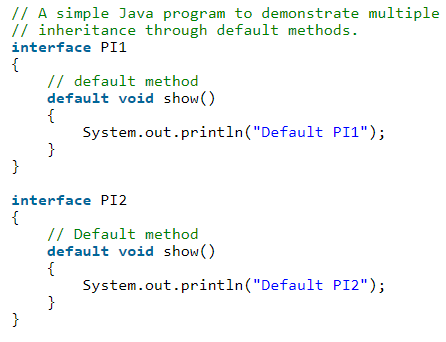 // A simple Java program to demonstrate multiple
// inheritance through default methods.
interface PI1
{
    // default method
    default void show()
    {
        System.out.println("Default PI1");
    }
}

interface PI2
{
    // Default method
    default void show()
    {
        System.out.println("Default PI2");
    }
}